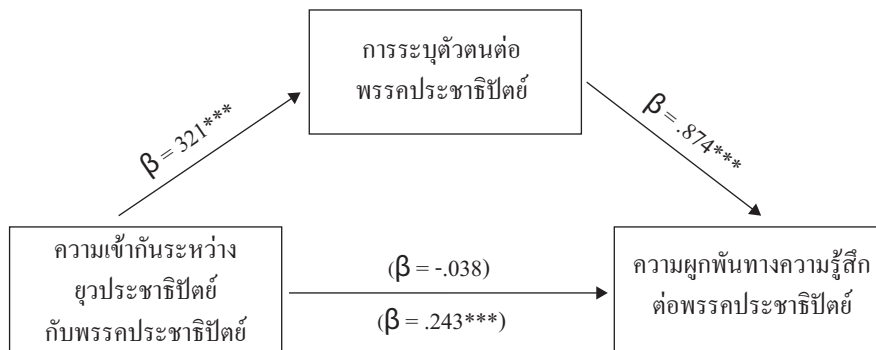 การระบุตัวตนต่อ
พรรคประชาธิปัตย์
β = 321***
β = .874***
ความเข้ากันระหว่าง
ยุวประชาธิปัตย์
กับพรรคประชาธิปัตย์
(β = -.038)
(β = .243***)
ความผูกพันทางความรู้สึก
ต่อพรรคประชาธิปัตย์